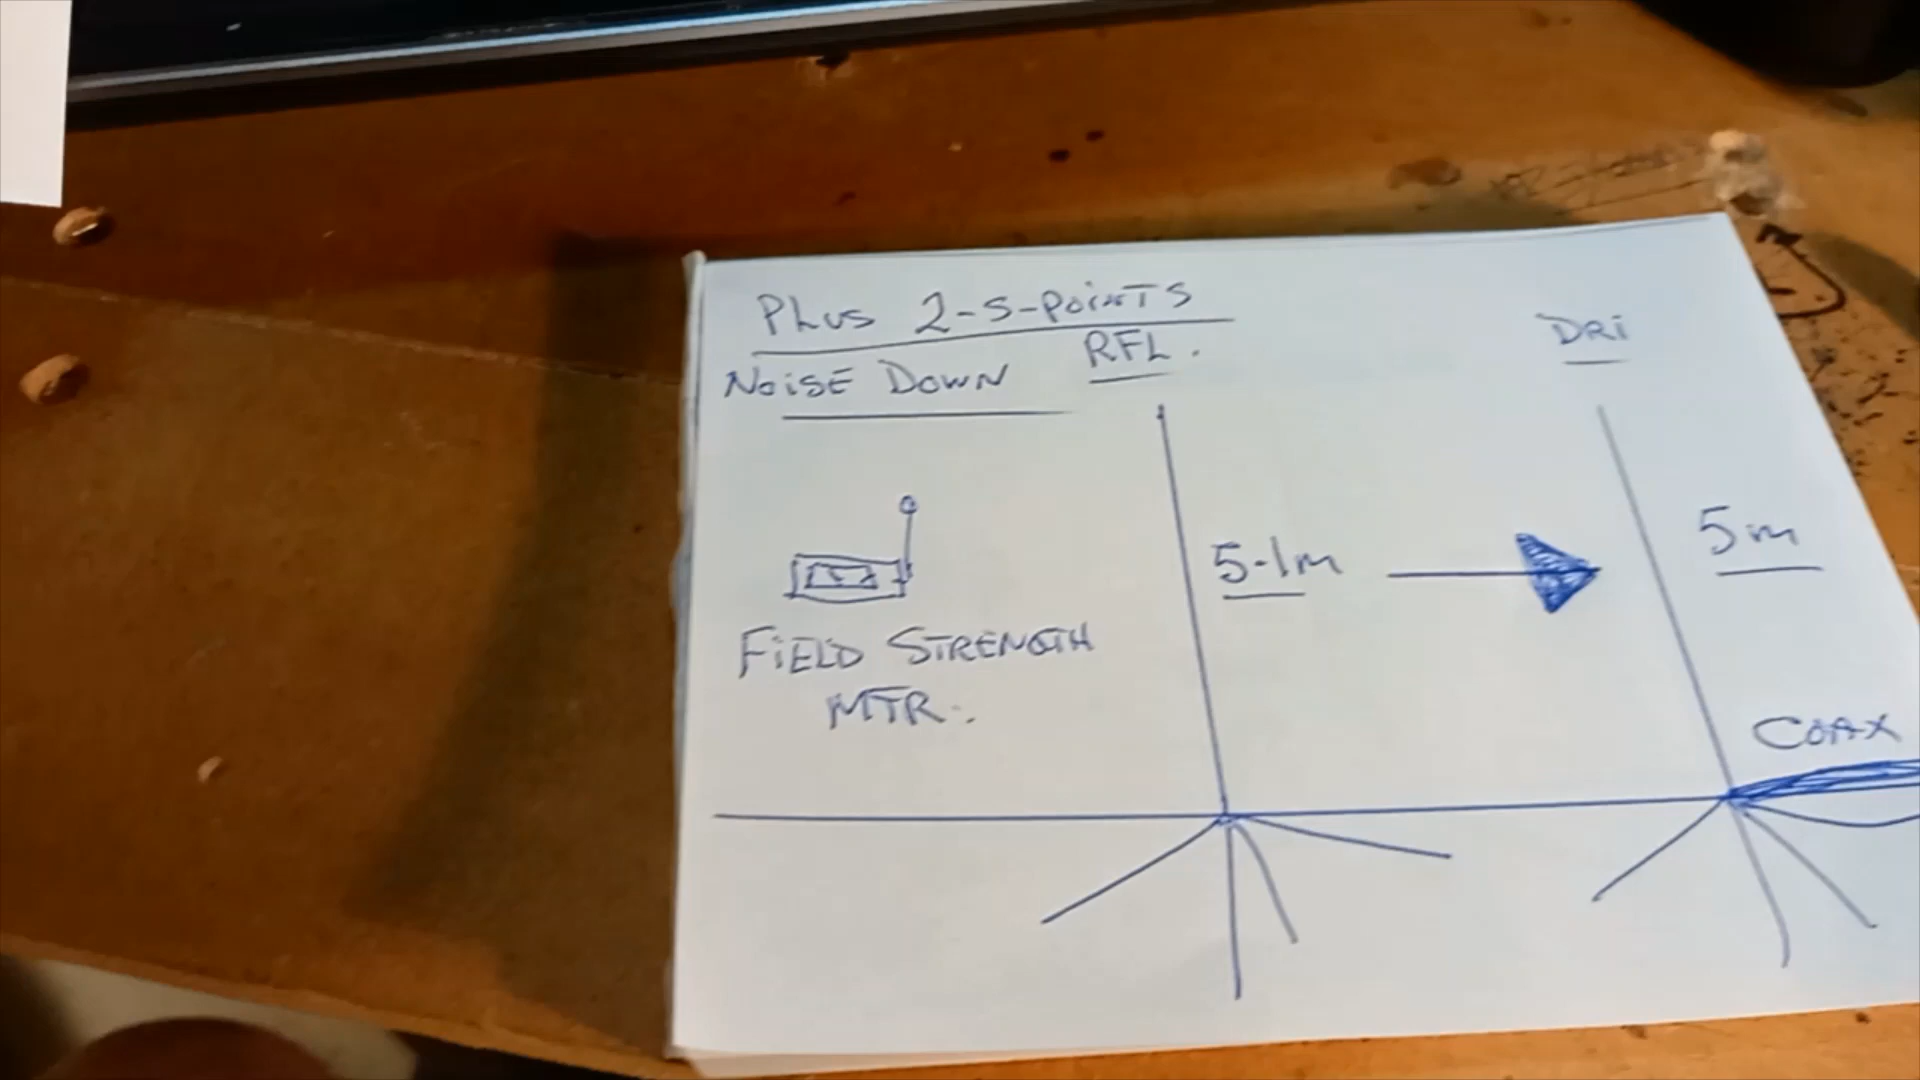 PLUS 2-S-POINTS
NOISE DOWN
RFL.
DRI
5.1m
5m
FIELD STRENGTH
MTR.
COAX